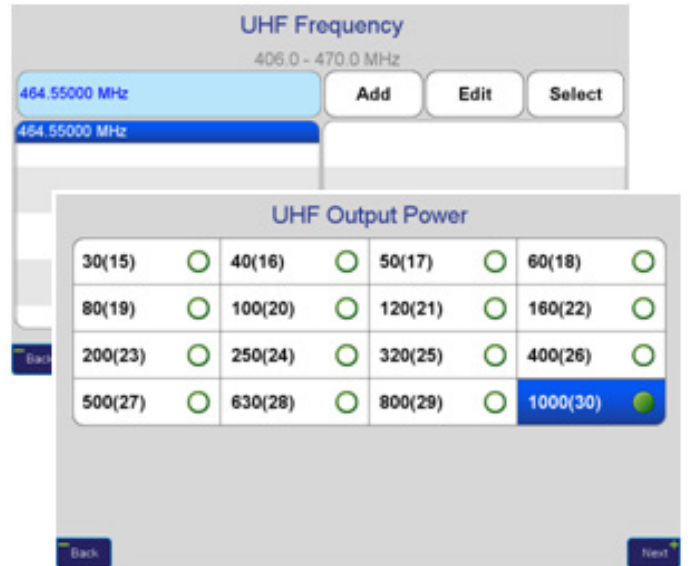 UHF Frequency
406.0 - 470.0 MHz
464.55000 MHz Add Edit Select
464.55000 MHz
Back
UHF Output Power
30(15) 40(16) 50(17) 60(18)
80(19) 100(20) 120(21) 160(22)
200(23) 250(24) 320(25) 400(26)
500(27) 630(28) 800(29) 1000(30)
Back Next